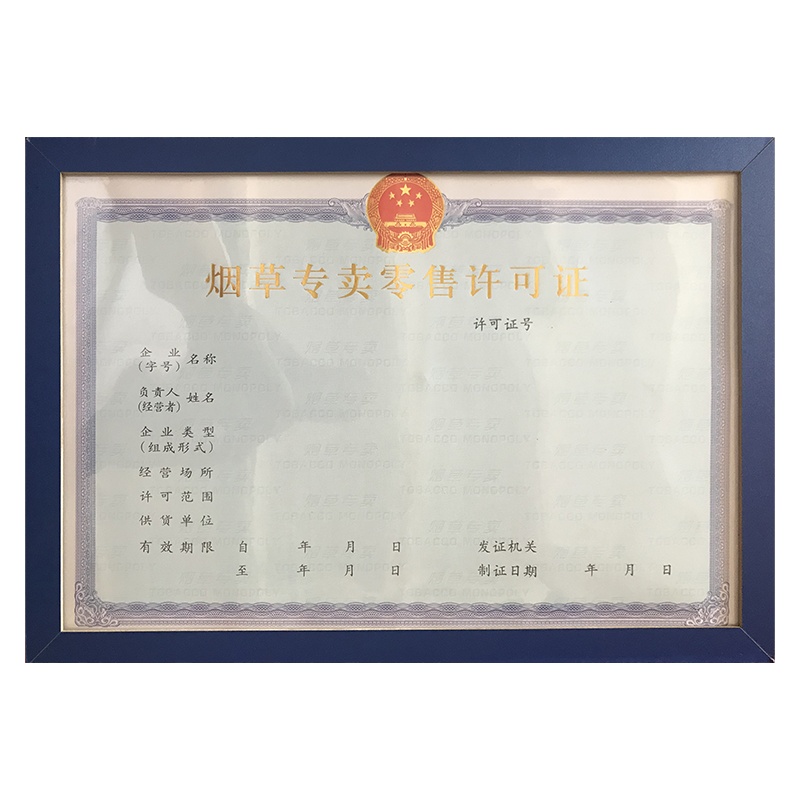 烟草专卖零售许可证
许可证号
企业
(字号) 名称
负责人
(经营者) 姓名
企业类型
(组成形式)
经营场所
许可范围
供货单位
有效期限 自 年 月 日 发证机关
至 年 月 日 制证日期 年 月 日